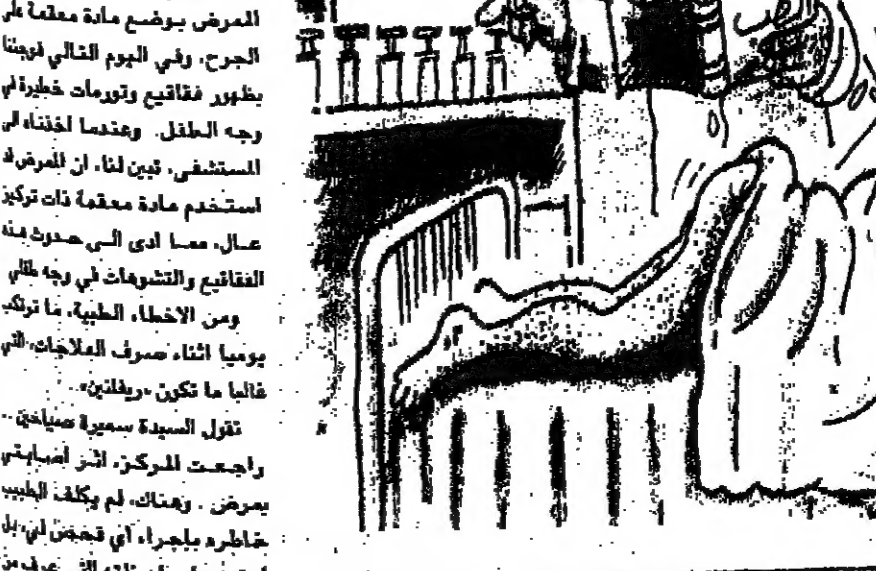 الطب
الممرض بوضع مادة معقمة على
الجرح، وفي اليوم التالي فوجئنا
بظهور فقاقيع وتورمات خطيرة في
وجه الطفل. وعندما اخذناه الى
المستشفى، تبين لنا، ان الممرض قد
استخدم مادة معقمة ذات تركيز
عال، مما ادى الى حدوث هذه
الفقاقيع والتشوهات في وجه طفلي
ومن الاخطاء الطبية، ما ترتكب
يوميا اثناء صرف العلاجات، التي
غالبا ما تكون «ريفانين».
تقول السيدة سميرة صياحين ..
راجعت المركز، اثر اصابتي
بمرض . وهناك، لم يكلف الطبيب
خاطره باجراء اي فحص لي، بل